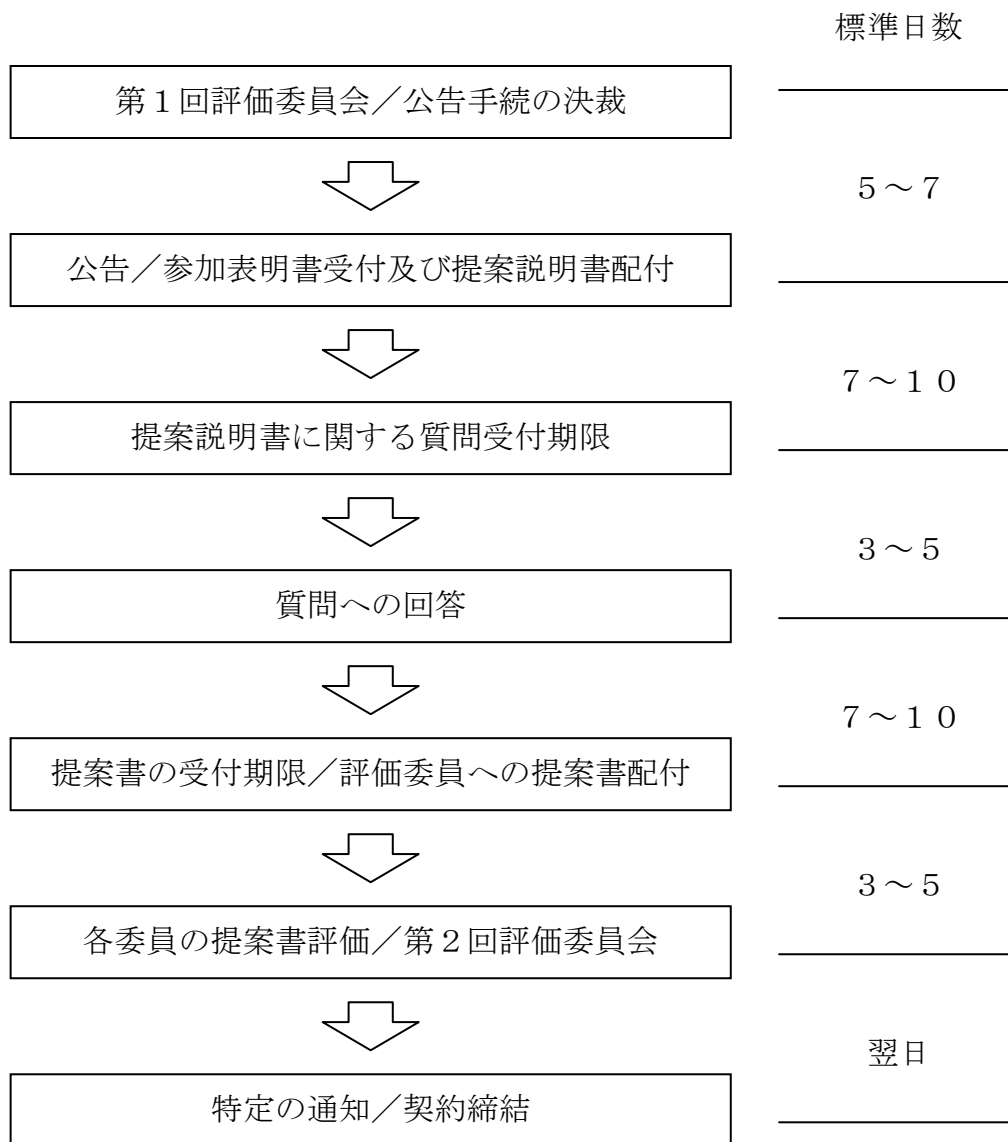 標準日数
第１回評価委員会／公告手続の決裁
５～７
公告／参加表明書受付及び提案説明書配付
７～１０
提案説明書に関する質問受付期限
３～５
質問への回答
７～１０
提案書の受付期限／評価委員への提案書配付
３～５
各委員の提案書評価／第２回評価委員会
翌日
特定の通知／契約締結